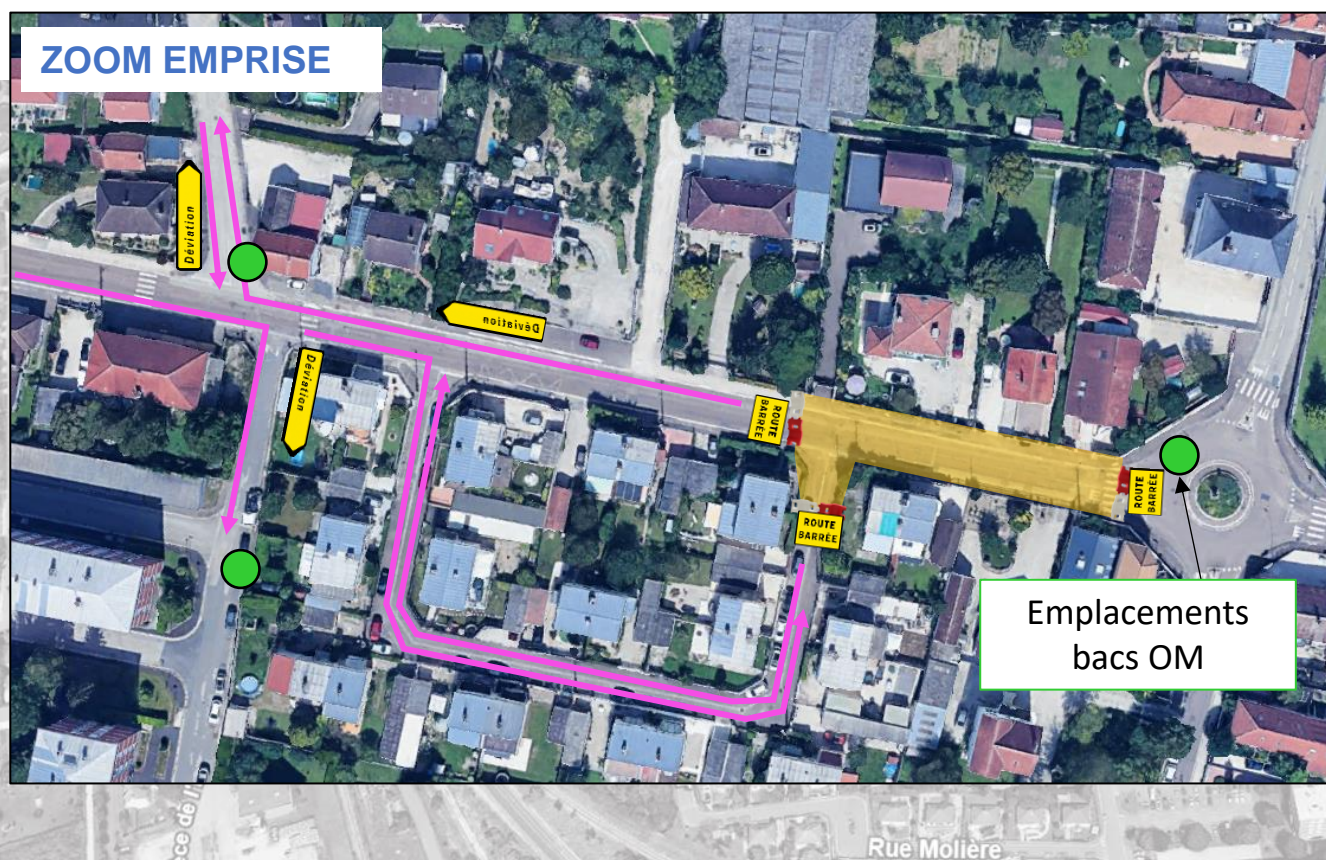 ZOOM EMPRISE
Déviation
Déviation
Déviation
ROUTE
BARRÉE
ROUTE
BARRÉE
ROUTE
BARRÉE
Emplacements
bacs OM
Rue Molière